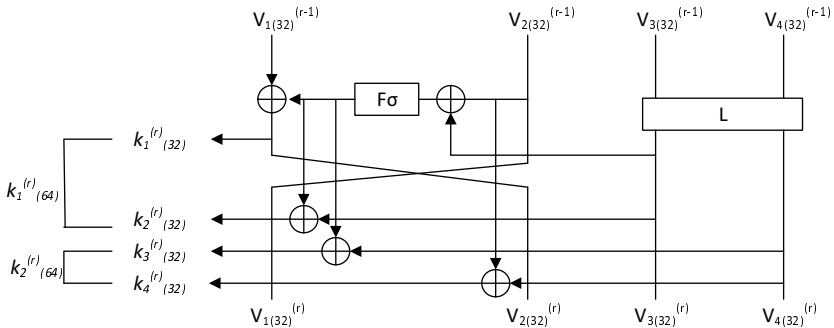 V1(32)(r-1) V2(32)(r-1) V3(32)(r-1) V4(32)(r-1)
Fσ
L
k1(r)(32)
k1(r)(64)
k2(r)(32)
k3(r)(32)
k2(r)(64)
k4(r)(32)
V1(32)(r) V2(32)(r) V3(32)(r) V4(32)(r)